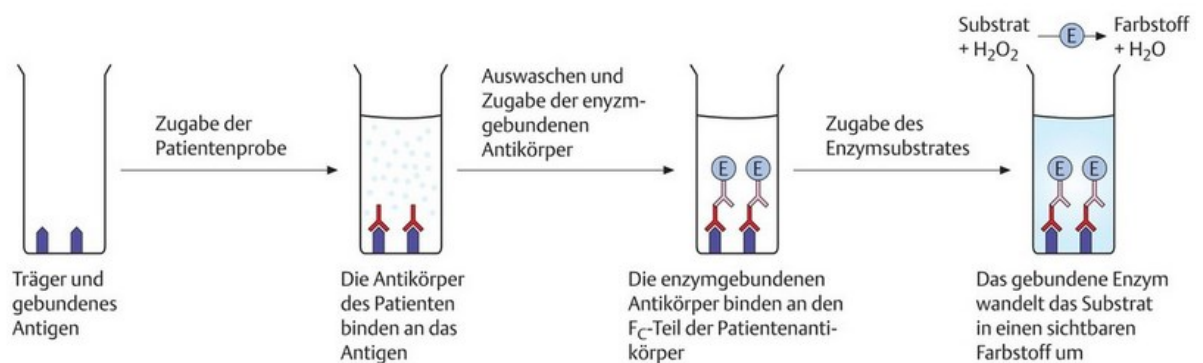 Substrat
+ H₂O₂
E
Farbstoff
+ H₂O
Zugabe der
Patientenprobe
Auswaschen und
Zugabe der enyzm-
gebundenen
Antikörper
Zugabe des
Enzymsubstrates
E E
E E
Träger und
gebundenes
Antigen
Die Antikörper
des Patienten
binden an das
Antigen
Die enzymgebundenen
Antikörper binden an den
F_C-Teil der Patientenanti-
körper
Das gebundene Enzym
wandelt das Substrat
in einen sichtbaren
Farbstoff um